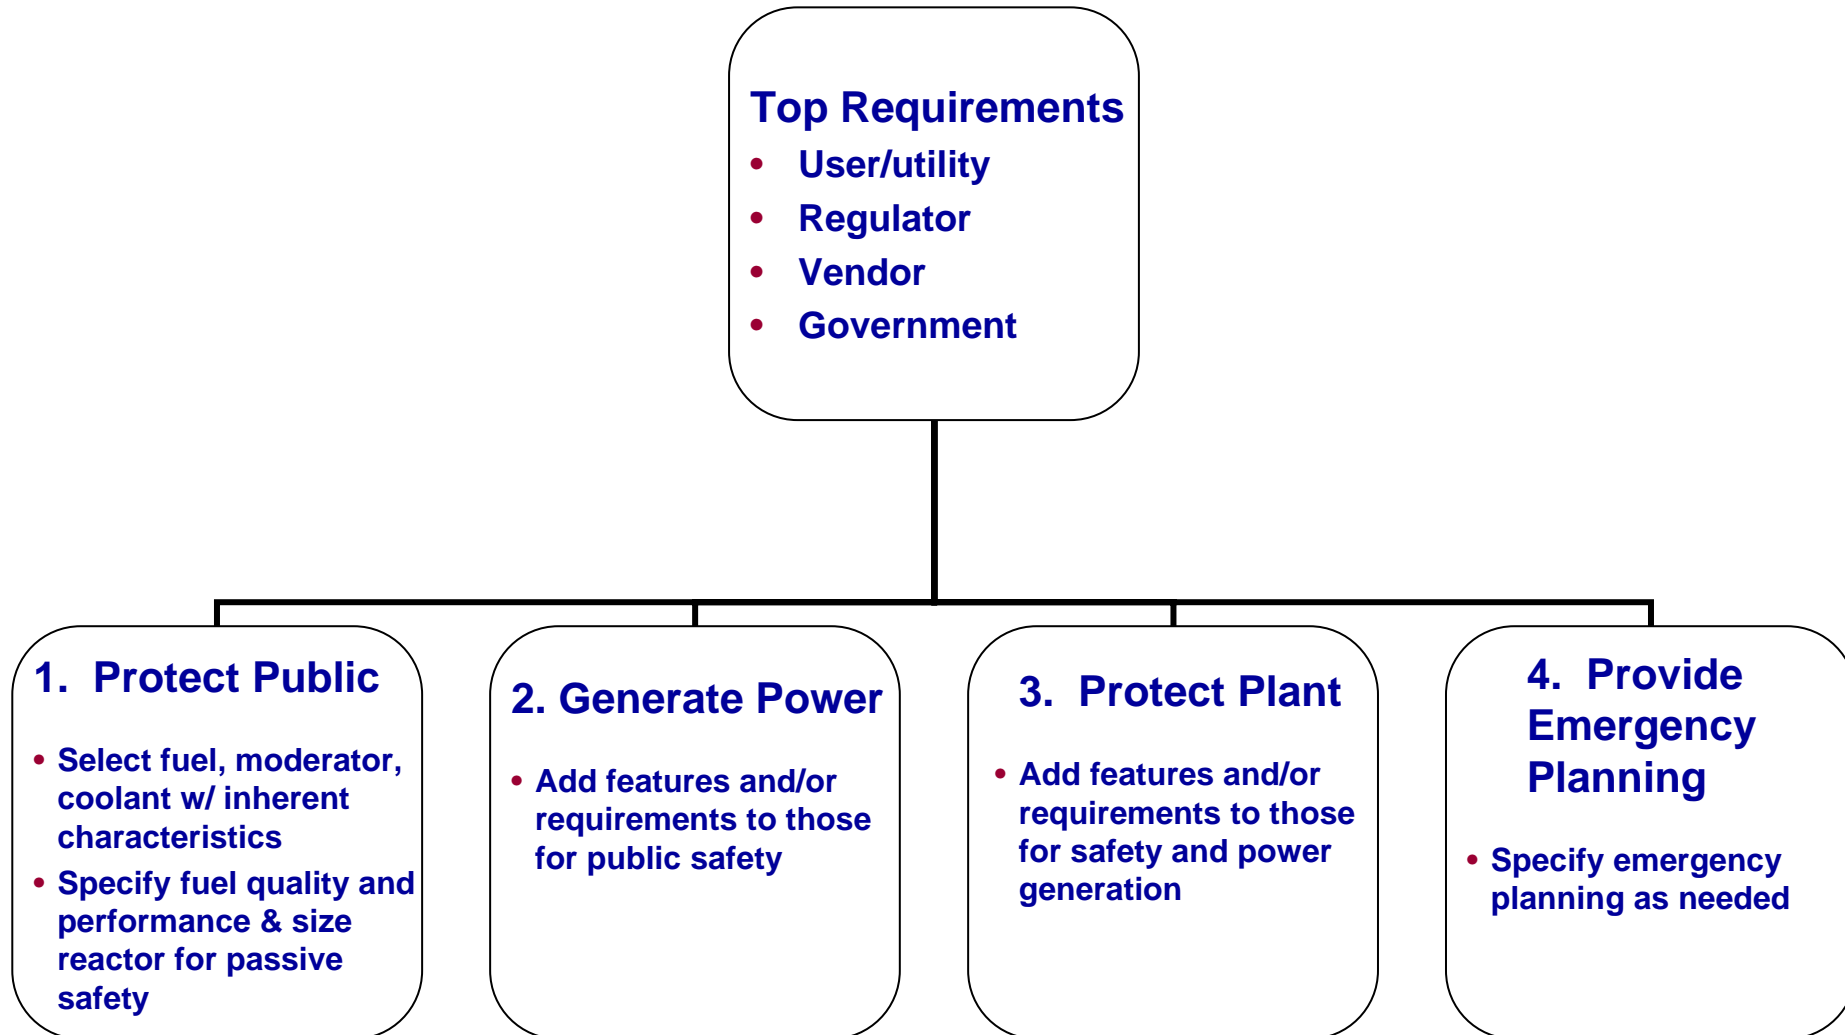 Top Requirements
• User/utility
• Regulator
• Vendor
• Government
1. Protect Public
• Select fuel, moderator,
coolant w/ inherent
characteristics
• Specify fuel quality and
performance & size
reactor for passive
safety
2. Generate Power
• Add features and/or
requirements to those
for public safety
3. Protect Plant
• Add features and/or
requirements to those
for safety and power
generation
4. Provide
Emergency
Planning
• Specify emergency
planning as needed